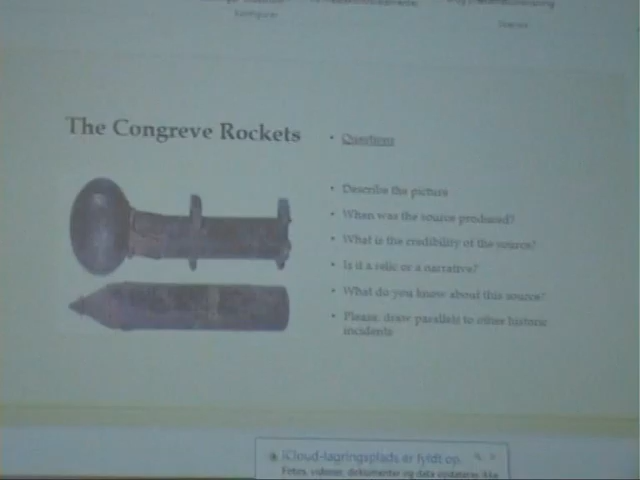 The Congreve Rockets
• Questions
• Describe the picture
• When was the source produced?
• What is the credibility of the source?
• Is it a relic or a narrative?
• What do you know about this source?
• Please, draw parallels to other historic
incidents
iCloud-lagringsplads er fyldt op.
Fotos, videoer, dokumenter og data opdateres ikke